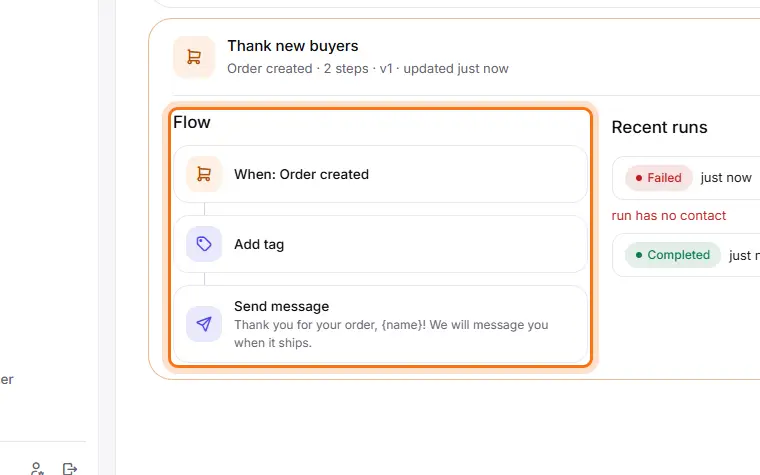 Thank new buyers
Order created · 2 steps · v1 · updated just now
Flow
When: Order created
Add tag
Send message
Thank you for your order, {name}! We will message you
when it ships.
Recent runs
Failed just now
run has no contact
Completed just
er